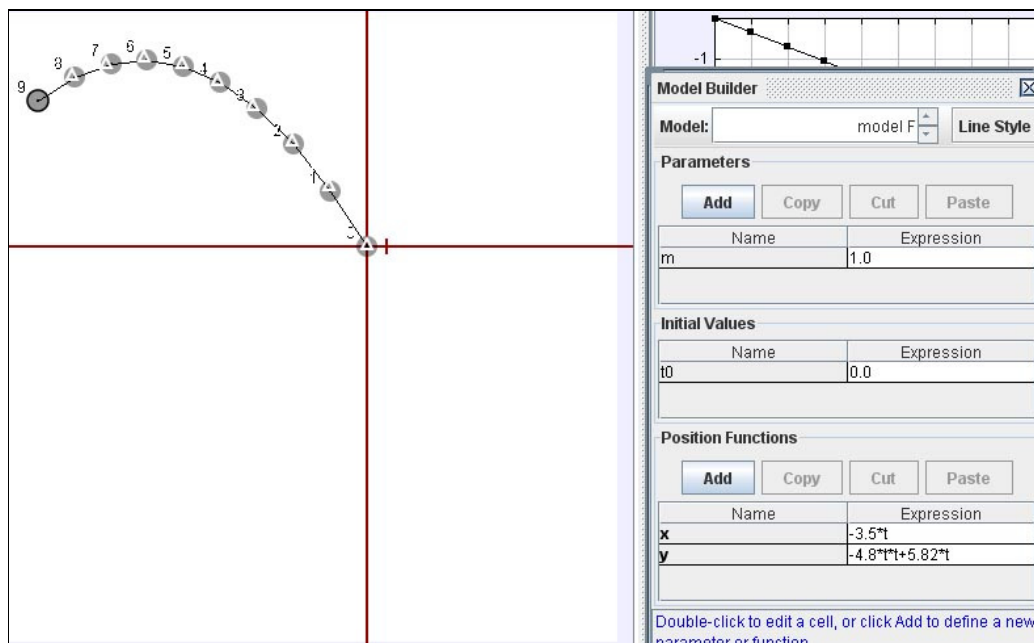 6
7
5
8
4
9
3
2
1
-1
Model Builder
Model: model F Line Style
Parameters
Add Copy Cut Paste
Name Expression
m 1.0
Initial Values
Name Expression
t0 0.0
Position Functions
Add Copy Cut Paste
Name Expression
x -3.5*t
y -4.8*t*t+5.82*t
Double-click to edit a cell, or click Add to define a new
parameter or function.